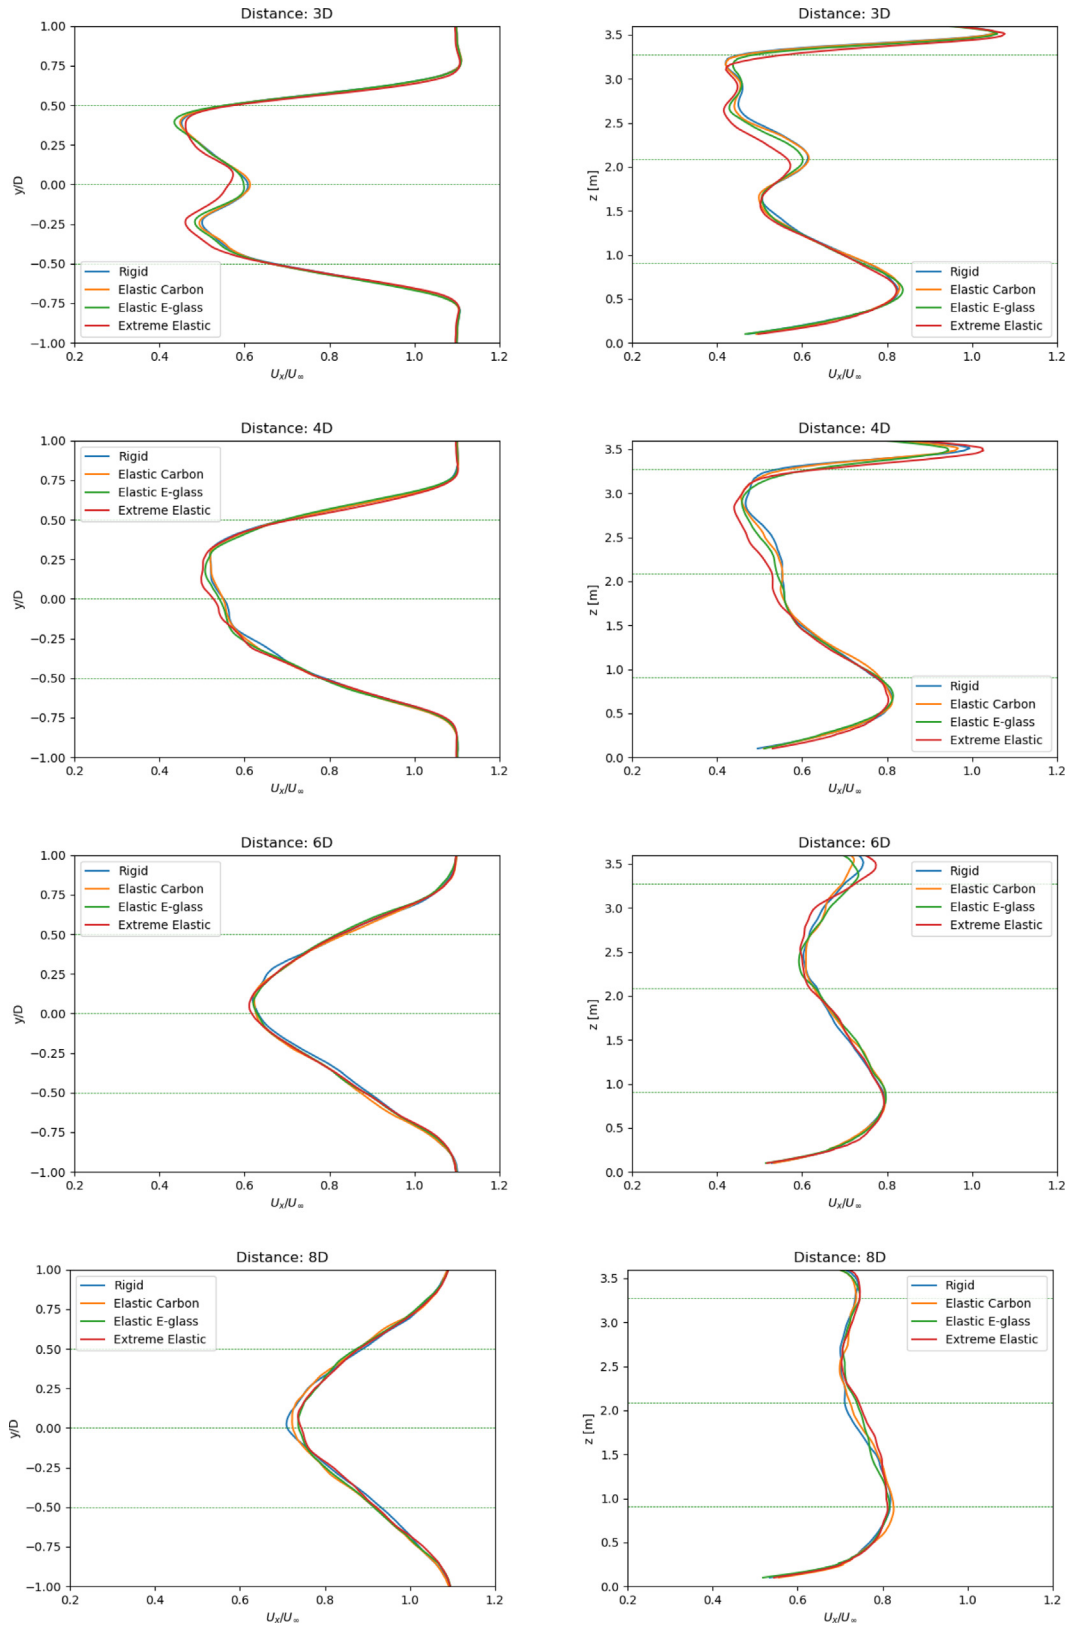 Distance: 3D
1.00
0.75
0.50
0.25
0.00
−0.25
−0.50
−0.75
−1.00
y/D
Rigid
Elastic Carbon
Elastic E-glass
Extreme Elastic
0.2 0.4 0.6 0.8 1.0 1.2
Ux/U∞
Distance: 3D
3.5
3.0
2.5
2.0
1.5
1.0
0.5
0.0
z [m]
Rigid
Elastic Carbon
Elastic E-glass
Extreme Elastic
0.2 0.4 0.6 0.8 1.0 1.2
Ux/U∞
Distance: 4D
1.00
0.75
0.50
0.25
0.00
−0.25
−0.50
−0.75
−1.00
y/D
Rigid
Elastic Carbon
Elastic E-glass
Extreme Elastic
0.2 0.4 0.6 0.8 1.0 1.2
Ux/U∞
Distance: 4D
3.5
3.0
2.5
2.0
1.5
1.0
0.5
0.0
z [m]
Rigid
Elastic Carbon
Elastic E-glass
Extreme Elastic
0.2 0.4 0.6 0.8 1.0 1.2
Ux/U∞
Distance: 6D
1.00
0.75
0.50
0.25
0.00
−0.25
−0.50
−0.75
−1.00
y/D
Rigid
Elastic Carbon
Elastic E-glass
Extreme Elastic
0.2 0.4 0.6 0.8 1.0 1.2
Ux/U∞
Distance: 6D
3.5
3.0
2.5
2.0
1.5
1.0
0.5
0.0
z [m]
Rigid
Elastic Carbon
Elastic E-glass
Extreme Elastic
0.2 0.4 0.6 0.8 1.0 1.2
Ux/U∞
Distance: 8D
1.00
0.75
0.50
0.25
0.00
−0.25
−0.50
−0.75
−1.00
y/D
Rigid
Elastic Carbon
Elastic E-glass
Extreme Elastic
0.2 0.4 0.6 0.8 1.0 1.2
Ux/U∞
Distance: 8D
3.5
3.0
2.5
2.0
1.5
1.0
0.5
0.0
z [m]
Rigid
Elastic Carbon
Elastic E-glass
Extreme Elastic
0.2 0.4 0.6 0.8 1.0 1.2
Ux/U∞